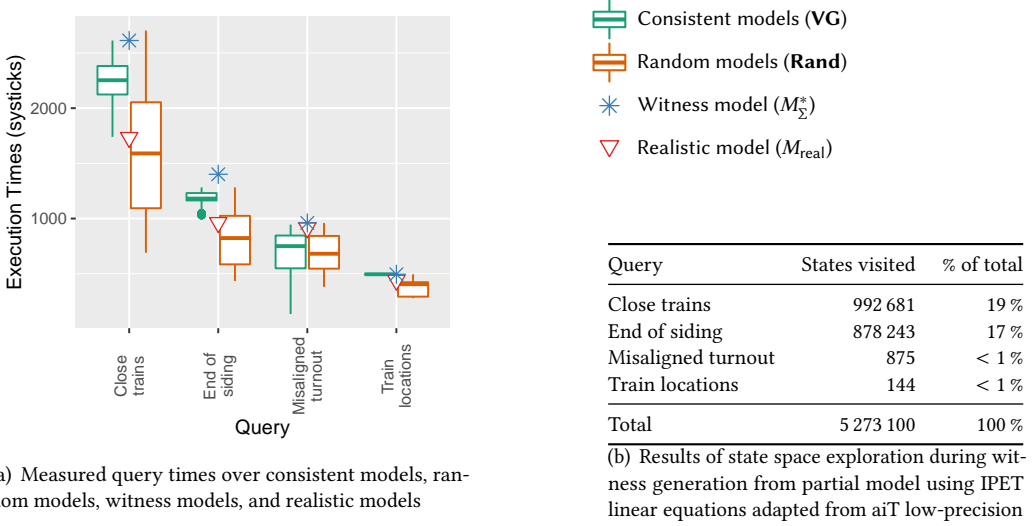 Execution Times (systicks)
2000
1000
Close
trains
End of
siding
Misaligned
turnout
Train
locations
Query
a) Measured query times over consistent models, ran-
dom models, witness models, and realistic models
Consistent models (VG)
Random models (Rand)
Witness model (M*Σ)
Realistic model (Mreal)
Query States visited % of total
Close trains 992 681 19 %
End of siding 878 243 17 %
Misaligned turnout 875 < 1 %
Train locations 144 < 1 %
Total 5 273 100 100 %
(b) Results of state space exploration during wit-
ness generation from partial model using IPET
linear equations adapted from aiT low-precision